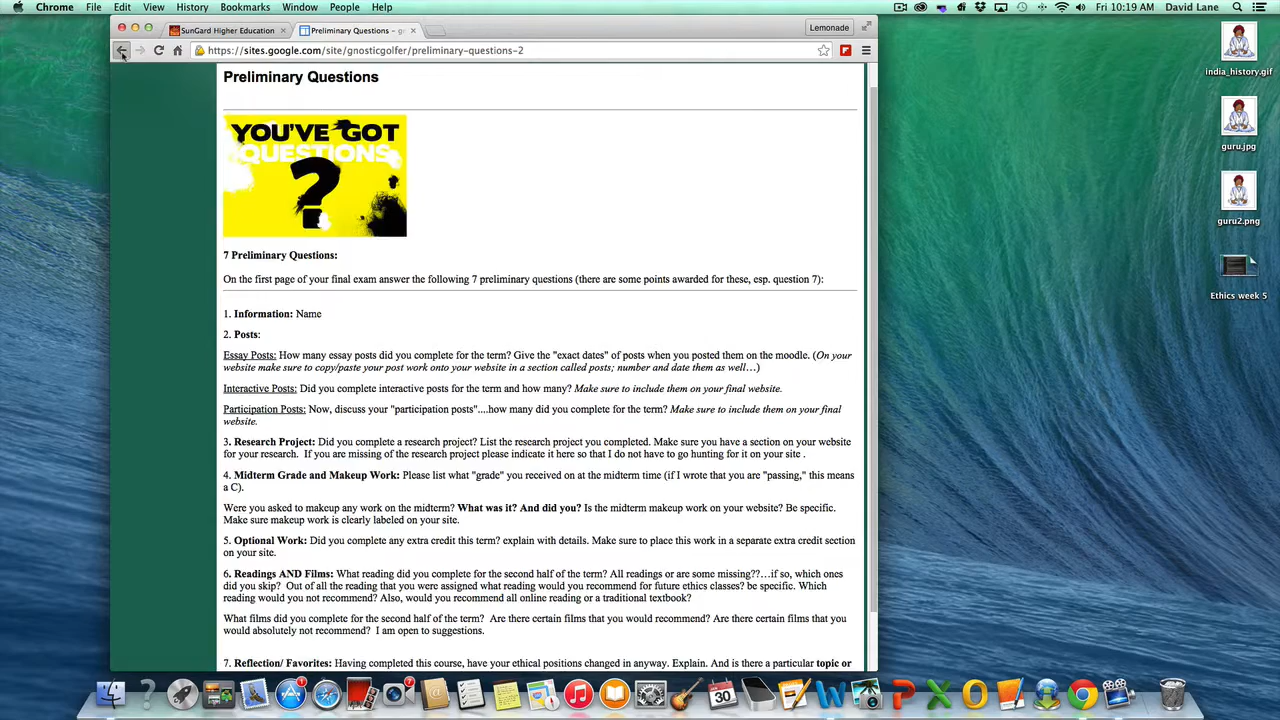 Chrome File Edit View History Bookmarks Window People Help Fri 10:19 AM David Lane
SunGard Higher Education Preliminary Questions - g Lemonade
https://sites.google.com/site/gnosticgolfer/preliminary-questions-2
Preliminary Questions
YOU'VE GOT
QUESTIONS
?
7 Preliminary Questions:
On the first page of your final exam answer the following 7 preliminary questions (there are some points awarded for these, esp. question 7):
1. Information: Name
2. Posts:
Essay Posts: How many essay posts did you complete for the term? Give the "exact dates" of posts when you posted them on the moodle. (On your
website make sure to copy/paste your post work onto your website in a section called posts; number and date them as well…)
Interactive Posts: Did you complete interactive posts for the term and how many? Make sure to include them on your final website.
Participation Posts: Now, discuss your "participation posts"....how many did you complete for the term? Make sure to include them on your final
website.
3. Research Project: Did you complete a research project? List the research project you completed. Make sure you have a section on your website
for your research. If you are missing of the research project please indicate it here so that I do not have to go hunting for it on your site .
4. Midterm Grade and Makeup Work: Please list what "grade" you received on at the midterm time (if I wrote that you are "passing," this means
a C).
Were you asked to makeup any work on the midterm? What was it? And did you? Is the midterm makeup work on your website? Be specific.
Make sure makeup work is clearly labeled on your site.
5. Optional Work: Did you complete any extra credit this term? explain with details. Make sure to place this work in a separate extra credit section
on your site.
6. Readings AND Films: What reading did you complete for the second half of the term? All readings or are some missing??…if so, which ones
did you skip? Out of all the reading that you were assigned what reading would you recommend for future ethics classes? be specific. Which
reading would you not recommend? Also, would you recommend all online reading or a traditional textbook?
What films did you complete for the second half of the term? Are there certain films that you would recommend? Are there certain films that you
would absolutely not recommend? I am open to suggestions.
7. Reflection/ Favorites: Having completed this course, have your ethical positions changed in anyway. Explain. And is there a particular topic or
india_history.gif
guru.jpg
guru2.png
Ethics week 5
1
30